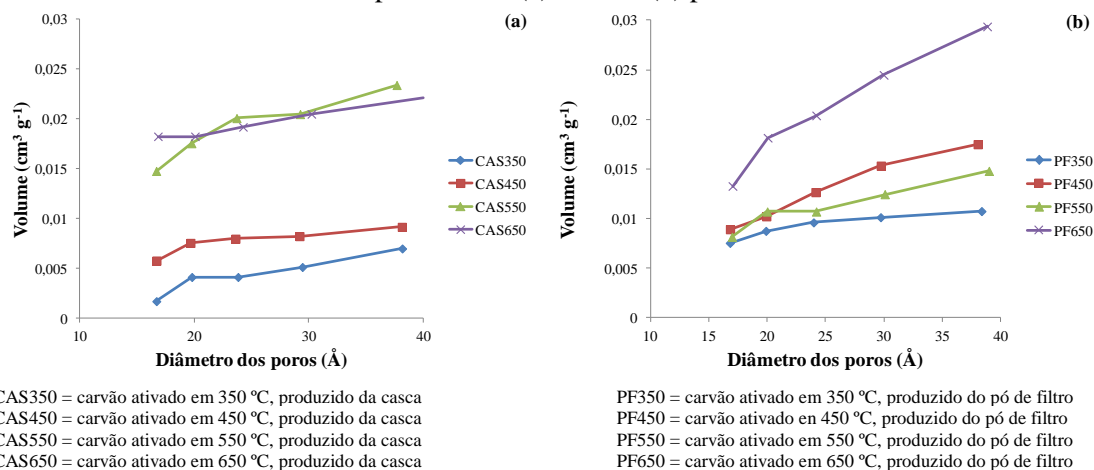 (a)
0,03
0,025
0,02
0,015
0,01
0,005
0
10
20
30
40
Volume (cm³ g⁻¹)
Diâmetro dos poros (Å)
CAS350
CAS450
CAS550
CAS650
(b)
0,03
0,025
0,02
0,015
0,01
0,005
0
10
15
20
25
30
35
40
Volume (cm³ g⁻¹)
Diâmetro dos poros (Å)
PF350
PF450
PF550
PF650
CAS350 = carvão ativado em 350 ºC, produzido da casca
CAS450 = carvão ativado em 450 ºC, produzido da casca
CAS550 = carvão ativado em 550 ºC, produzido da casca
CAS650 = carvão ativado em 650 ºC, produzido da casca
PF350 = carvão ativado em 350 ºC, produzido do pó de filtro
PF450 = carvão ativado en 450 ºC, produzido do pó de filtro
PF550 = carvão ativado em 550 ºC, produzido do pó de filtro
PF650 = carvão ativado em 650 ºC, produzido do pó de filtro